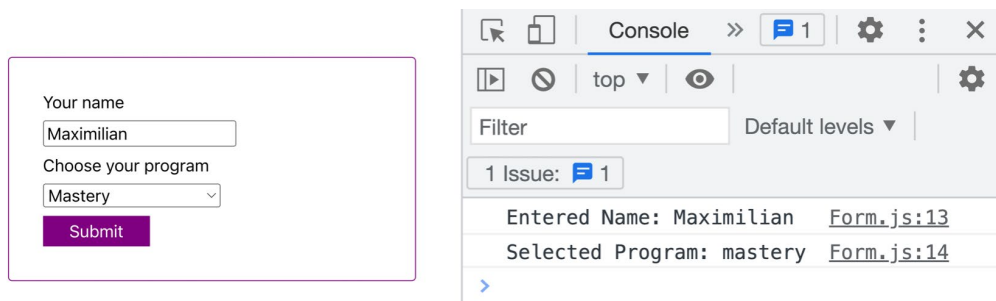 Your name
Maximilian
Choose your program
Mastery
Submit
Console » 1
top ▼
Filter Default levels ▼
1 Issue: 1
Entered Name: Maximilian Form.js:13
Selected Program: mastery Form.js:14
>